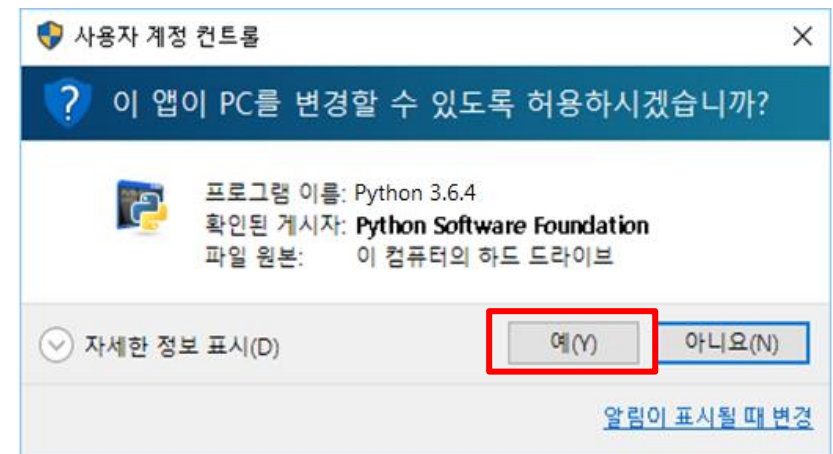 사용자 계정 컨트롤
이 앱이 PC를 변경할 수 있도록 허용하시겠습니까?
프로그램 이름: Python 3.6.4
확인된 게시자: Python Software Foundation
파일 원본: 이 컴퓨터의 하드 드라이브
자세한 정보 표시(D)
예(Y)
아니요(N)
알림이 표시될 때 변경